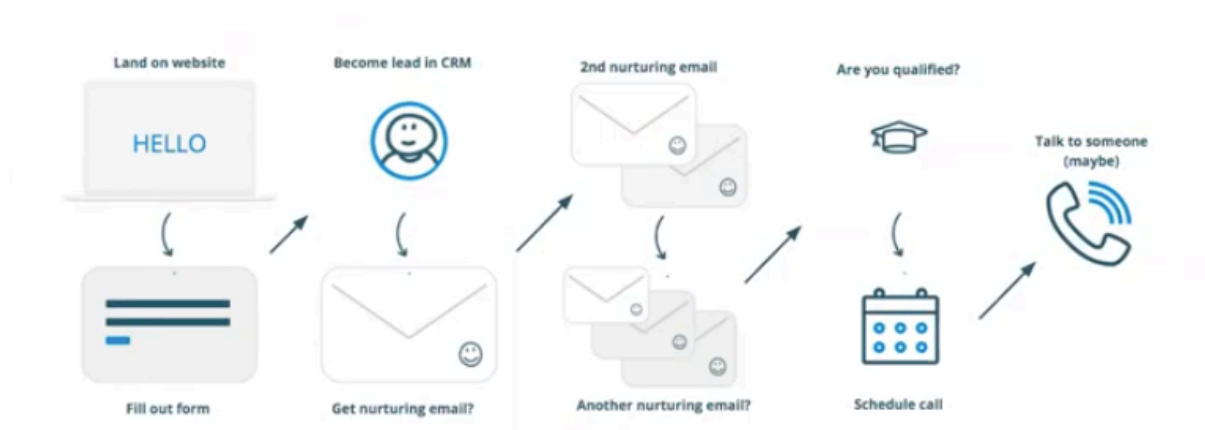 Land on website
HELLO
Fill out form
Become lead in CRM
Get nurturing email?
2nd nurturing email
Another nurturing email?
Are you qualified?
Schedule call
Talk to someone
(maybe)